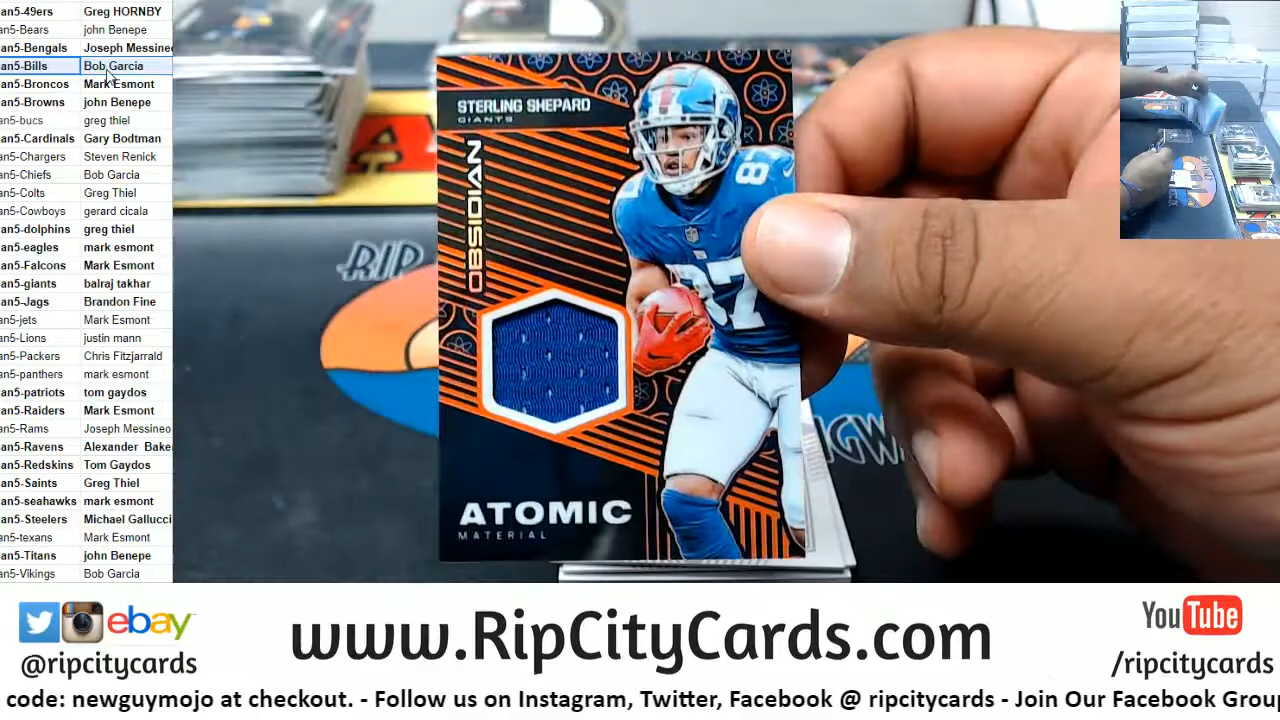 an5-49ers Greg HORNBY
an5-Bears john Benepe
an5-Bengals Joseph Messine
an5-Bills Bob Garcia
an5-Broncos Mark Esmont
an5-Browns john Benepe
an5-bucs greg thiel
an5-Cardinals Gary Bodtman
an5-Chargers Steven Renick
an5-Chiefs Bob Garcia
an5-Colts Greg Thiel
an5-Cowboys gerard cicala
an5-dolphins greg thiel
an5-eagles mark esmont
an5-Falcons Mark Esmont
an5-giants balraj takhar
an5-Jags Brandon Fine
an5-jets Mark Esmont
an5-Lions justin mann
an5-Packers Chris Fitzjarrald
an5-panthers mark esmont
an5-patriots tom gaydos
an5-Raiders Mark Esmont
an5-Rams Joseph Messineo
an5-Ravens Alexander Bake
an5-Redskins Tom Gaydos
an5-Saints Greg Thiel
an5-seahawks mark esmont
an5-Steelers Michael Gallucci
an5-texans Mark Esmont
an5-Titans john Benepe
an5-Vikings Bob Garcia
STERLING SHEPARD
GIANTS
OBSIDIAN
87
87
ATOMIC
MATERIAL
RIP
ebay
@ripcitycards
www.RipCityCards.com
YouTube
/ripcitycards
code: newguymojo at checkout. - Follow us on Instagram, Twitter, Facebook @ ripcitycards - Join Our Facebook Grou